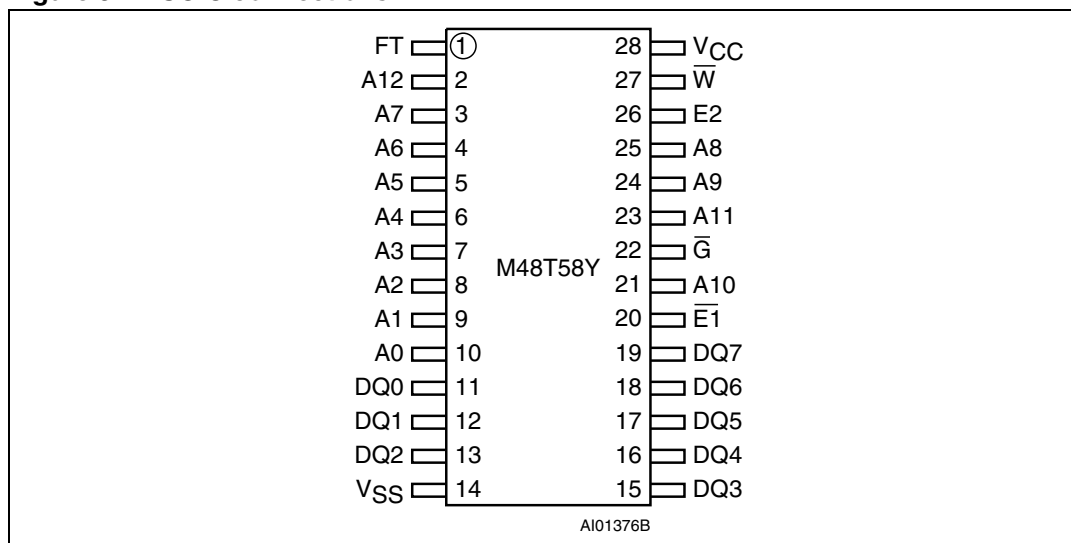 FT 1 28 VCC
A12 2 27 W̅
A7 3 26 E2
A6 4 25 A8
A5 5 24 A9
A4 6 23 A11
A3 7 22 G̅
M48T58Y
A2 8 21 A10
A1 9 20 E̅1̅
A0 10 19 DQ7
DQ0 11 18 DQ6
DQ1 12 17 DQ5
DQ2 13 16 DQ4
VSS 14 15 DQ3
AI01376B